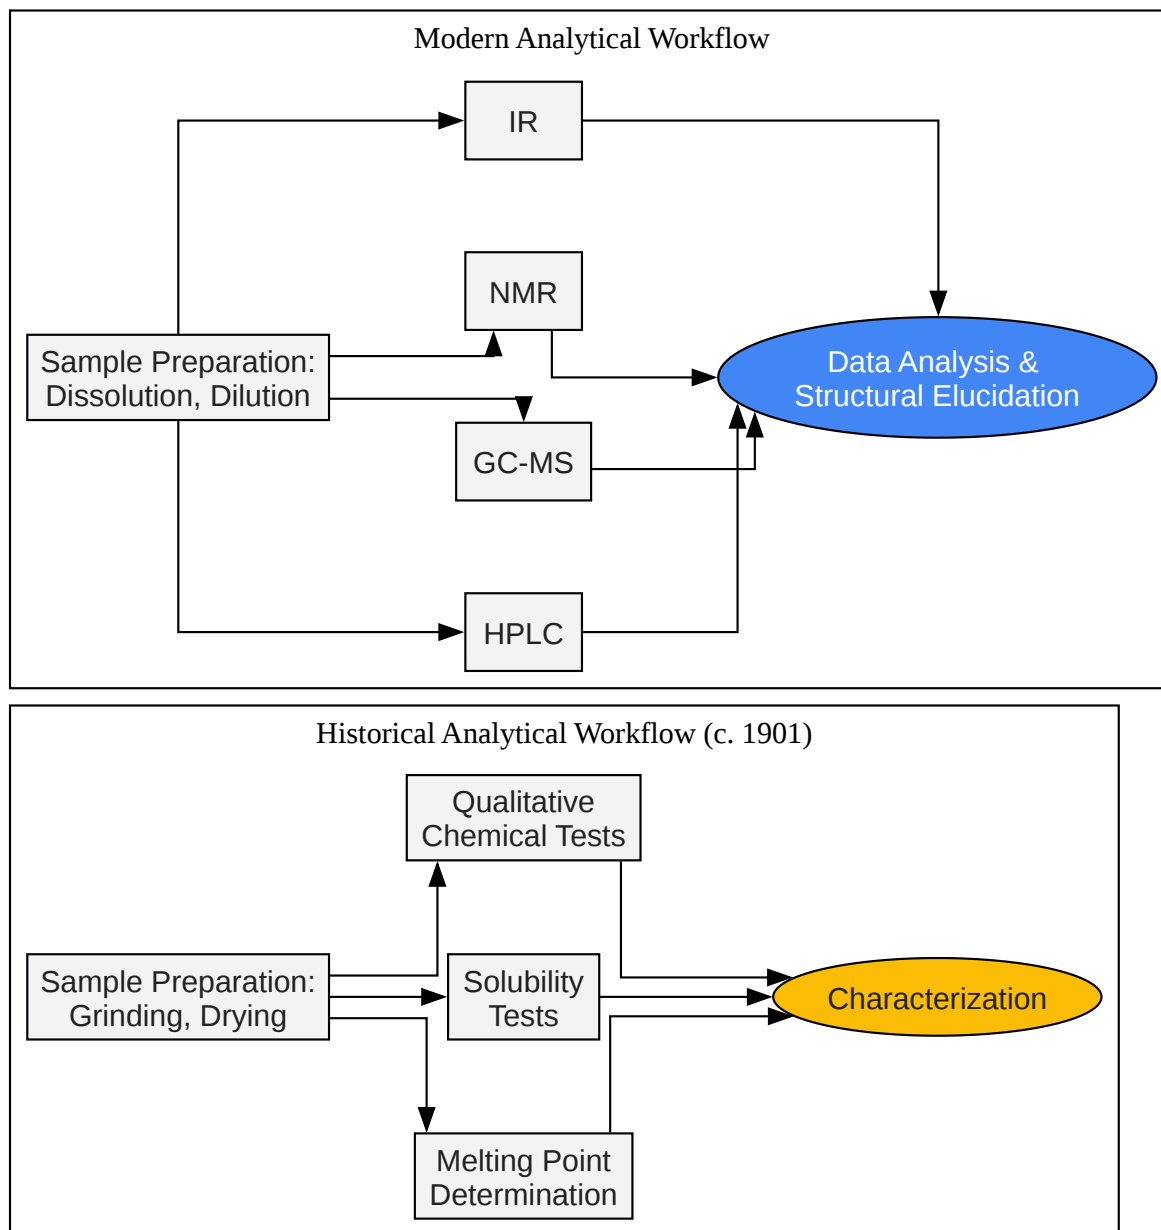 Modern Analytical Workflow
IR
NMR
Sample Preparation:
Dissolution, Dilution
Data Analysis &
Structural Elucidation
GC-MS
HPLC
Historical Analytical Workflow (c. 1901)
Qualitative
Chemical Tests
Sample Preparation:
Grinding, Drying
Solubility
Tests
Characterization
Melting Point
Determination